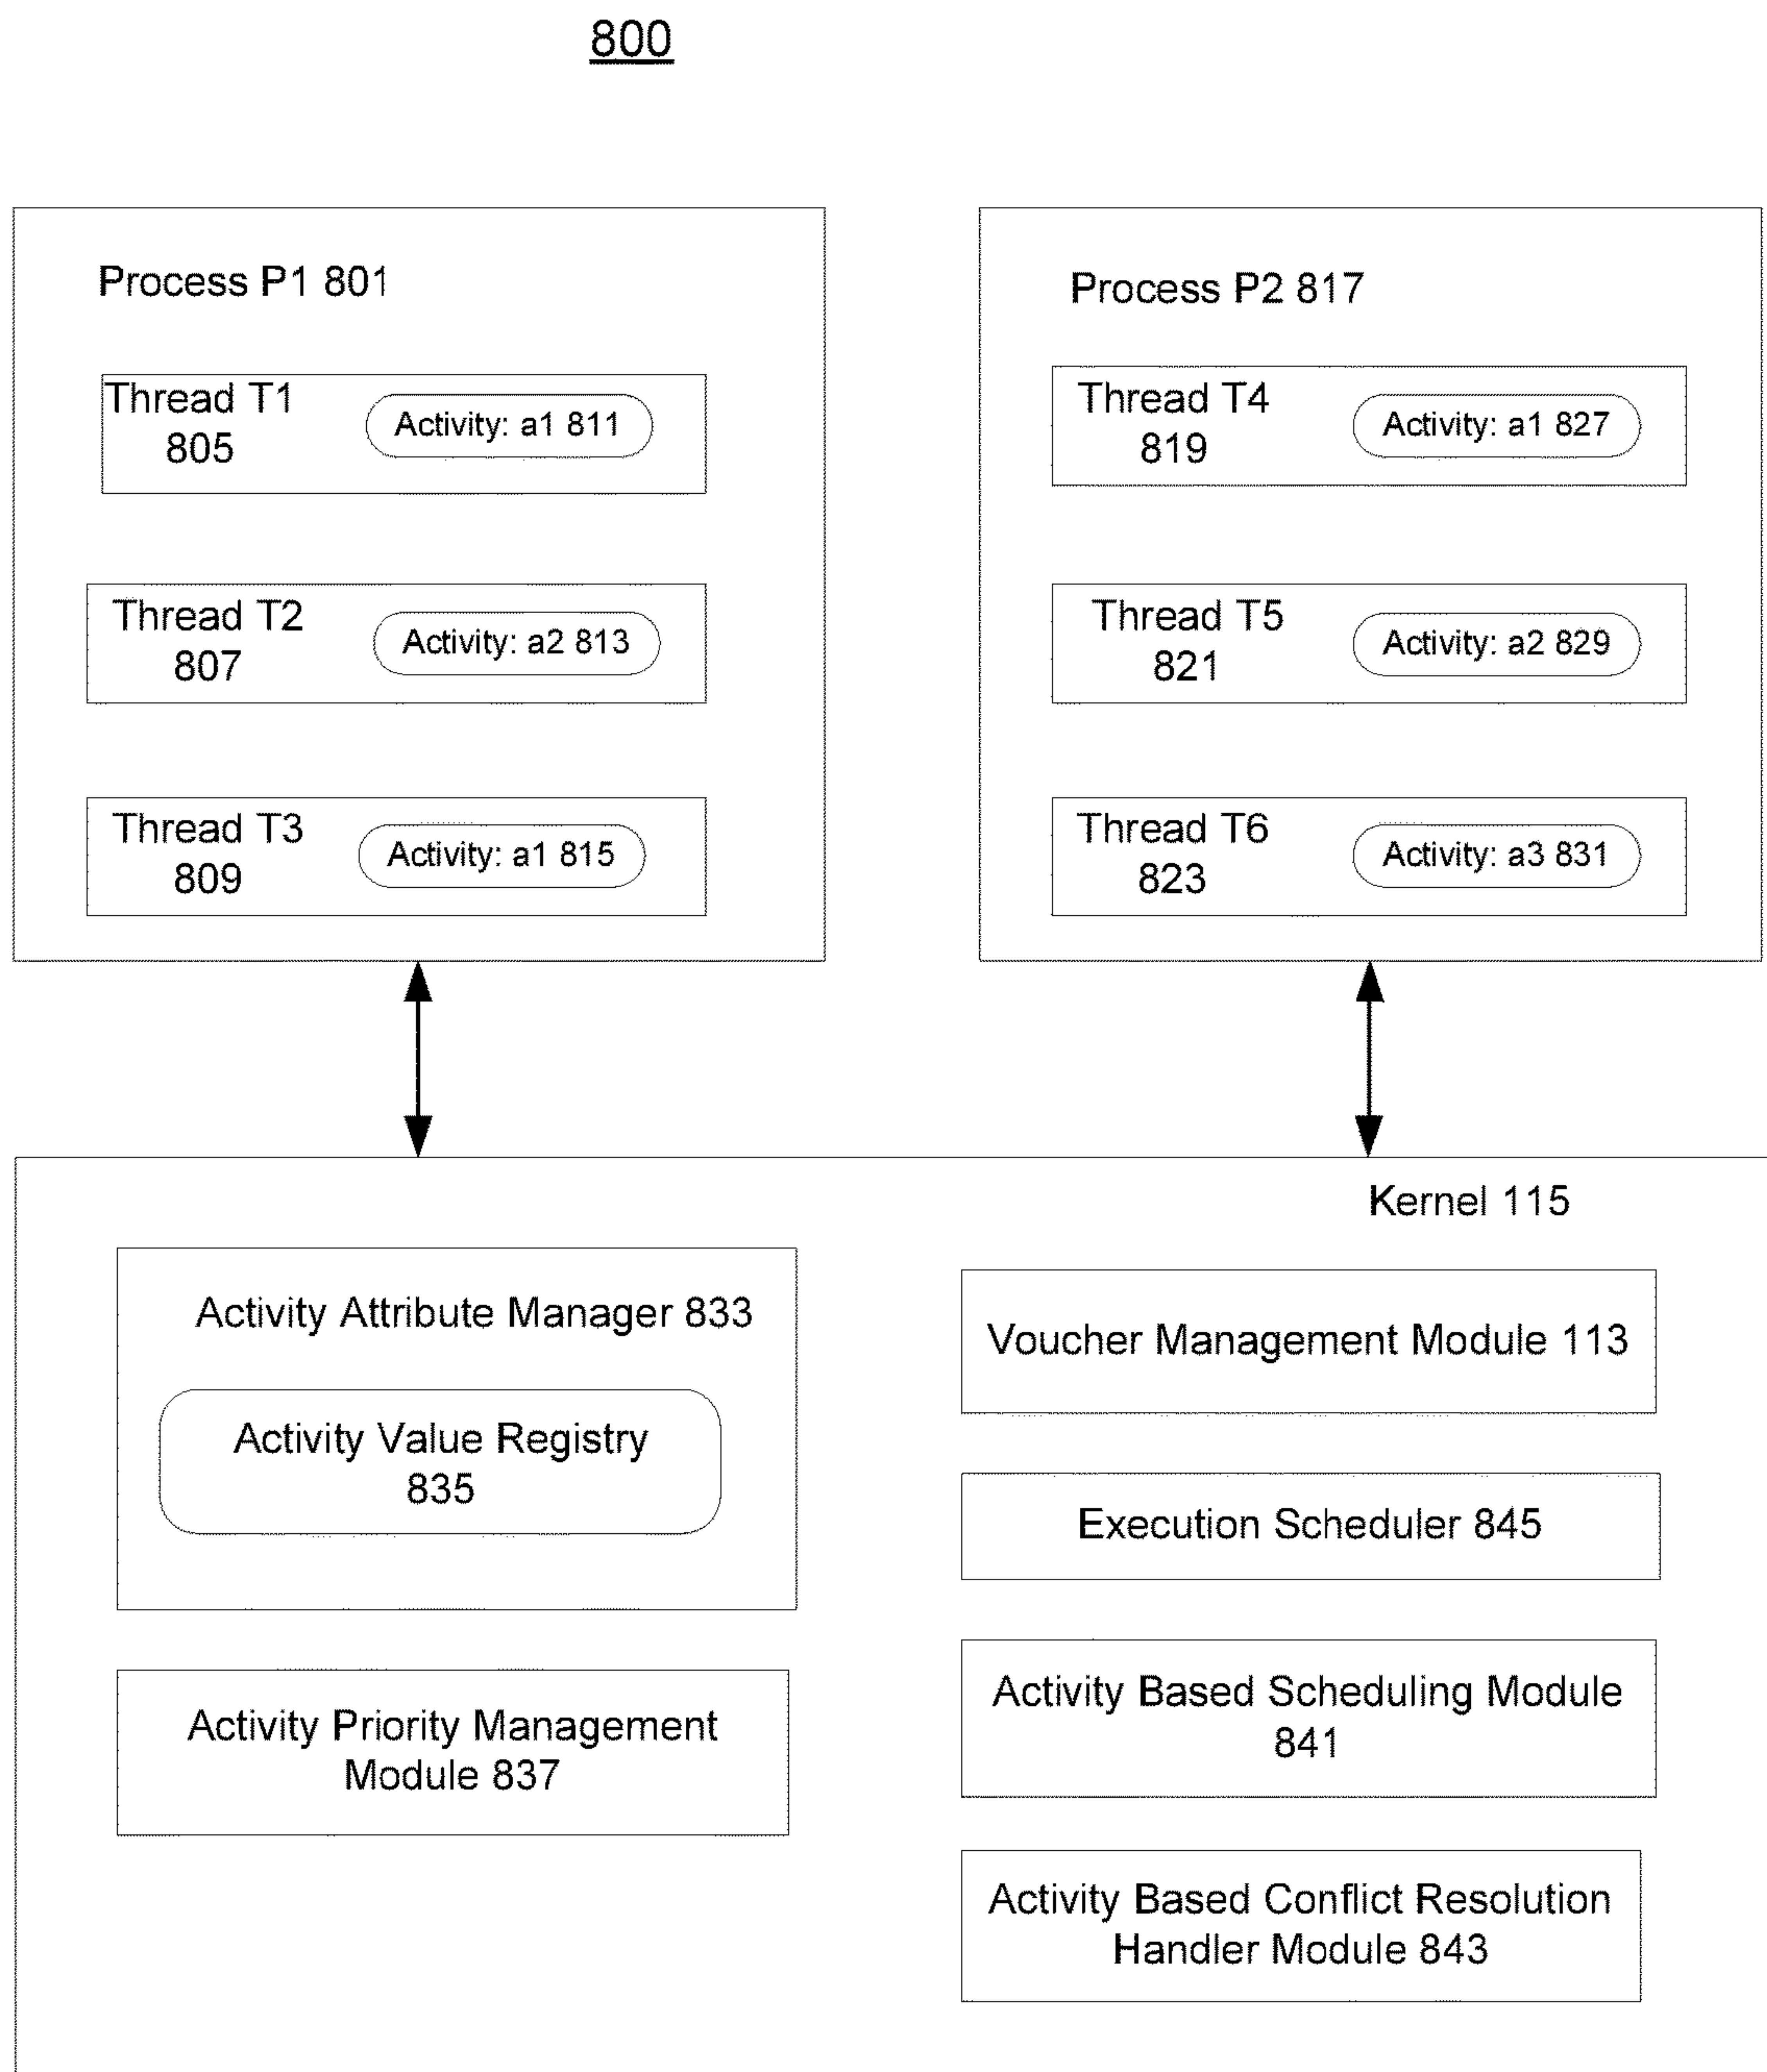 800
Process P1 801
Thread T1
805
Activity: a1 811
Thread T2
807
Activity: a2 813
Thread T3
809
Activity: a1 815
Process P2 817
Thread T4
819
Activity: a1 827
Thread T5
821
Activity: a2 829
Thread T6
823
Activity: a3 831
Kernel 115
Activity Attribute Manager 833
Activity Value Registry
835
Activity Priority Management
Module 837
Voucher Management Module 113
Execution Scheduler 845
Activity Based Scheduling Module
841
Activity Based Conflict Resolution
Handler Module 843